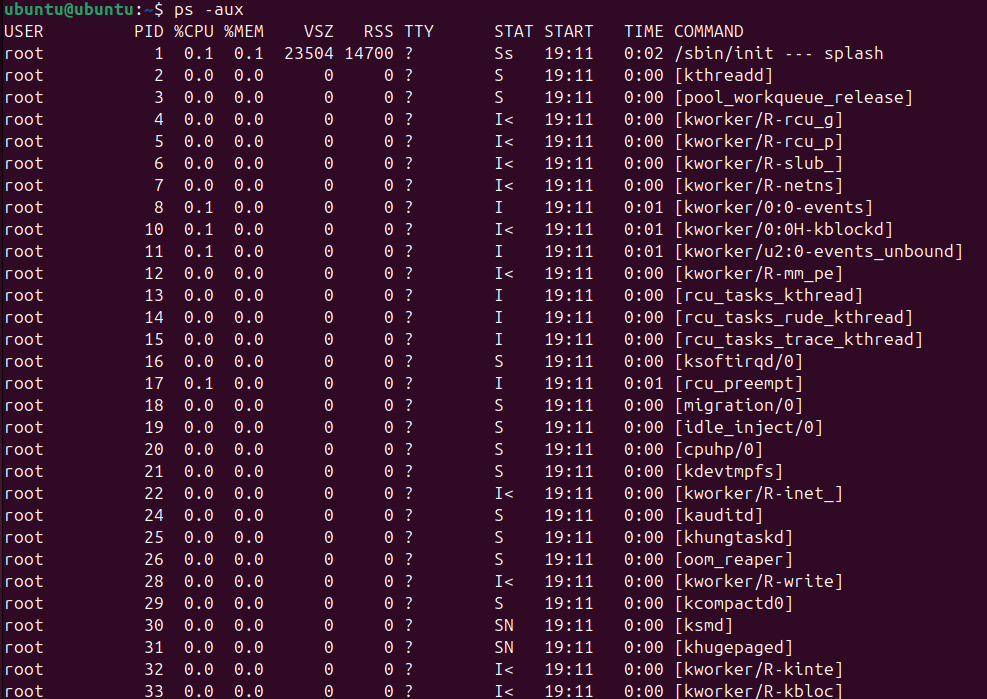 ubuntu@ubuntu:~$ ps -aux
USER         PID %CPU %MEM    VSZ   RSS TTY      STAT START   TIME COMMAND
root           1  0.1  0.1  23504 14700 ?        Ss   19:11   0:02 /sbin/init --- splash
root           2  0.0  0.0      0     0 ?        S    19:11   0:00 [kthreadd]
root           3  0.0  0.0      0     0 ?        S    19:11   0:00 [pool_workqueue_release]
root           4  0.0  0.0      0     0 ?        I<   19:11   0:00 [kworker/R-rcu_g]
root           5  0.0  0.0      0     0 ?        I<   19:11   0:00 [kworker/R-rcu_p]
root           6  0.0  0.0      0     0 ?        I<   19:11   0:00 [kworker/R-slub_]
root           7  0.0  0.0      0     0 ?        I<   19:11   0:00 [kworker/R-netns]
root           8  0.1  0.0      0     0 ?        I    19:11   0:01 [kworker/0:0-events]
root          10  0.1  0.0      0     0 ?        I<   19:11   0:01 [kworker/0:0H-kblockd]
root          11  0.1  0.0      0     0 ?        I    19:11   0:01 [kworker/u2:0-events_unbound]
root          12  0.0  0.0      0     0 ?        I<   19:11   0:00 [kworker/R-mm_pe]
root          13  0.0  0.0      0     0 ?        I    19:11   0:00 [rcu_tasks_kthread]
root          14  0.0  0.0      0     0 ?        I    19:11   0:00 [rcu_tasks_rude_kthread]
root          15  0.0  0.0      0     0 ?        I    19:11   0:00 [rcu_tasks_trace_kthread]
root          16  0.0  0.0      0     0 ?        S    19:11   0:00 [ksoftirqd/0]
root          17  0.1  0.0      0     0 ?        I    19:11   0:01 [rcu_preempt]
root          18  0.0  0.0      0     0 ?        S    19:11   0:00 [migration/0]
root          19  0.0  0.0      0     0 ?        S    19:11   0:00 [idle_inject/0]
root          20  0.0  0.0      0     0 ?        S    19:11   0:00 [cpuhp/0]
root          21  0.0  0.0      0     0 ?        S    19:11   0:00 [kdevtmpfs]
root          22  0.0  0.0      0     0 ?        I<   19:11   0:00 [kworker/R-inet_]
root          24  0.0  0.0      0     0 ?        S    19:11   0:00 [kauditd]
root          25  0.0  0.0      0     0 ?        S    19:11   0:00 [khungtaskd]
root          26  0.0  0.0      0     0 ?        S    19:11   0:00 [oom_reaper]
root          28  0.0  0.0      0     0 ?        I<   19:11   0:00 [kworker/R-write]
root          29  0.0  0.0      0     0 ?        S    19:11   0:00 [kcompactd0]
root          30  0.0  0.0      0     0 ?        SN   19:11   0:00 [ksmd]
root          31  0.0  0.0      0     0 ?        SN   19:11   0:00 [khugepaged]
root          32  0.0  0.0      0     0 ?        I<   19:11   0:00 [kworker/R-kinte]
root          33  0.0  0.0      0     0 ?        I<   19:11   0:00 [kworker/R-kbloc]